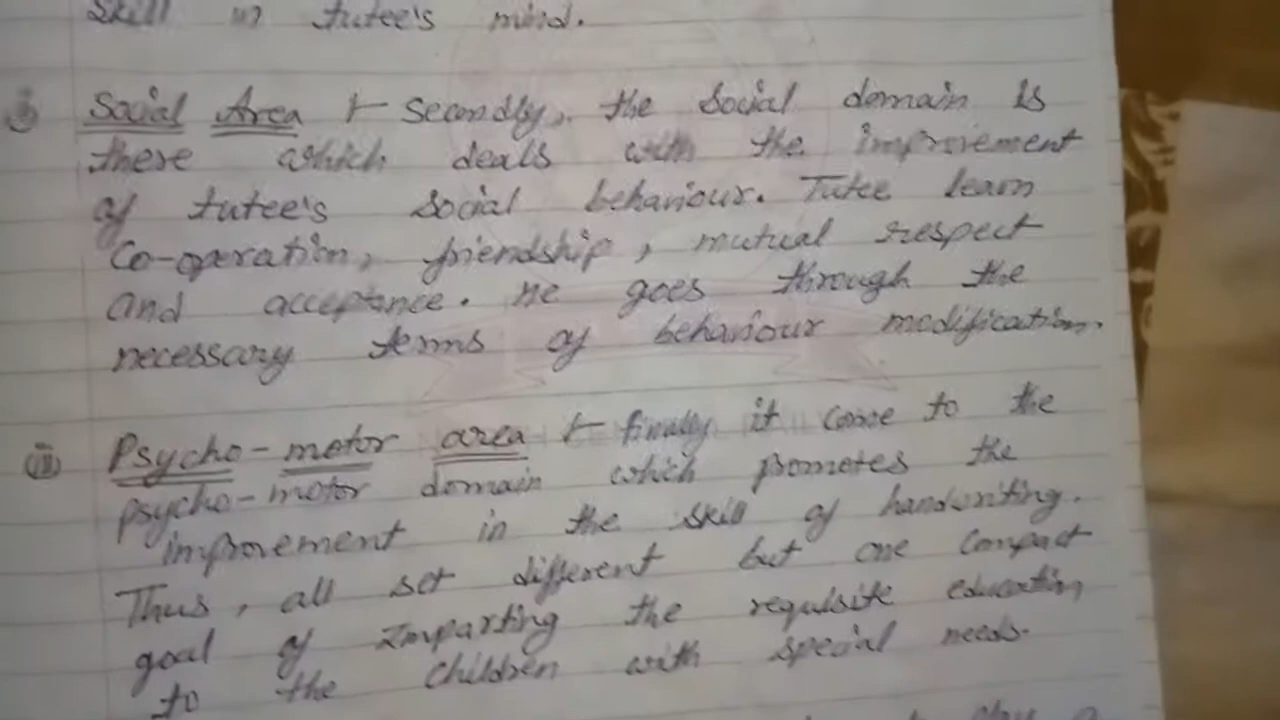 skill in tutee's mind.
Social Area :- Secondly, the Social domain is
there which deals with the improvement
of tutee's Social behaviour. Tutee learn
Co-operation, friendship, mutual respect
and acceptance. He goes through the
necessary terms of behaviour modification.
(iii) Psycho-motor area :- finally it come to the
psycho-motor domain which promotes the
improvement in the skill of handwriting.
Thus, all set different but one compact
goal of Imparting the requisite education
to the children with special needs.